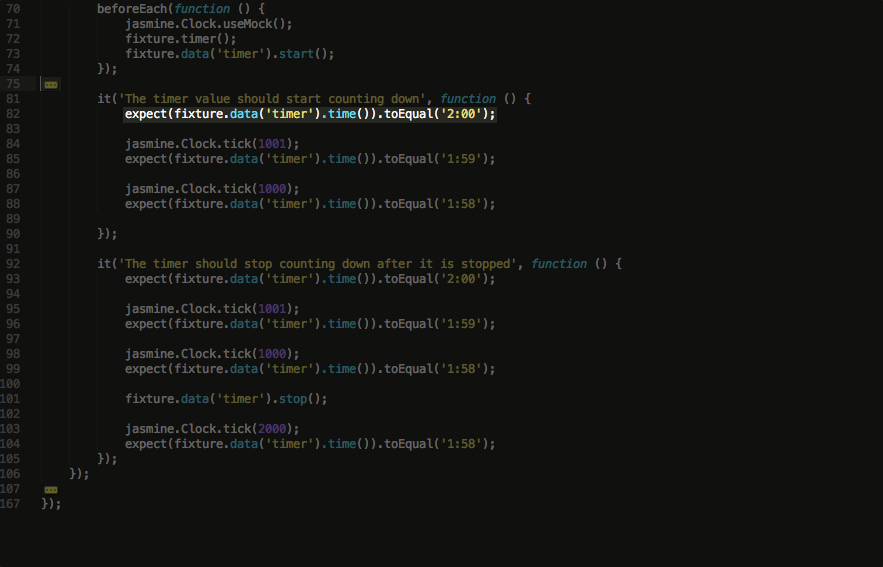 70 beforeEach(function () {
71 jasmine.Clock.useMock();
72 fixture.timer();
73 fixture.data('timer').start();
74 });
75
81 it('The timer value should start counting down', function () {
82 expect(fixture.data('timer').time()).toEqual('2:00');
83
84 jasmine.Clock.tick(1001);
85 expect(fixture.data('timer').time()).toEqual('1:59');
86
87 jasmine.Clock.tick(1000);
88 expect(fixture.data('timer').time()).toEqual('1:58');
89
90 });
91
92 it('The timer should stop counting down after it is stopped', function () {
93 expect(fixture.data('timer').time()).toEqual('2:00');
94
95 jasmine.Clock.tick(1001);
96 expect(fixture.data('timer').time()).toEqual('1:59');
97
98 jasmine.Clock.tick(1000);
99 expect(fixture.data('timer').time()).toEqual('1:58');
100
101 fixture.data('timer').stop();
102
103 jasmine.Clock.tick(2000);
104 expect(fixture.data('timer').time()).toEqual('1:58');
105 });
106 });
107
167 });